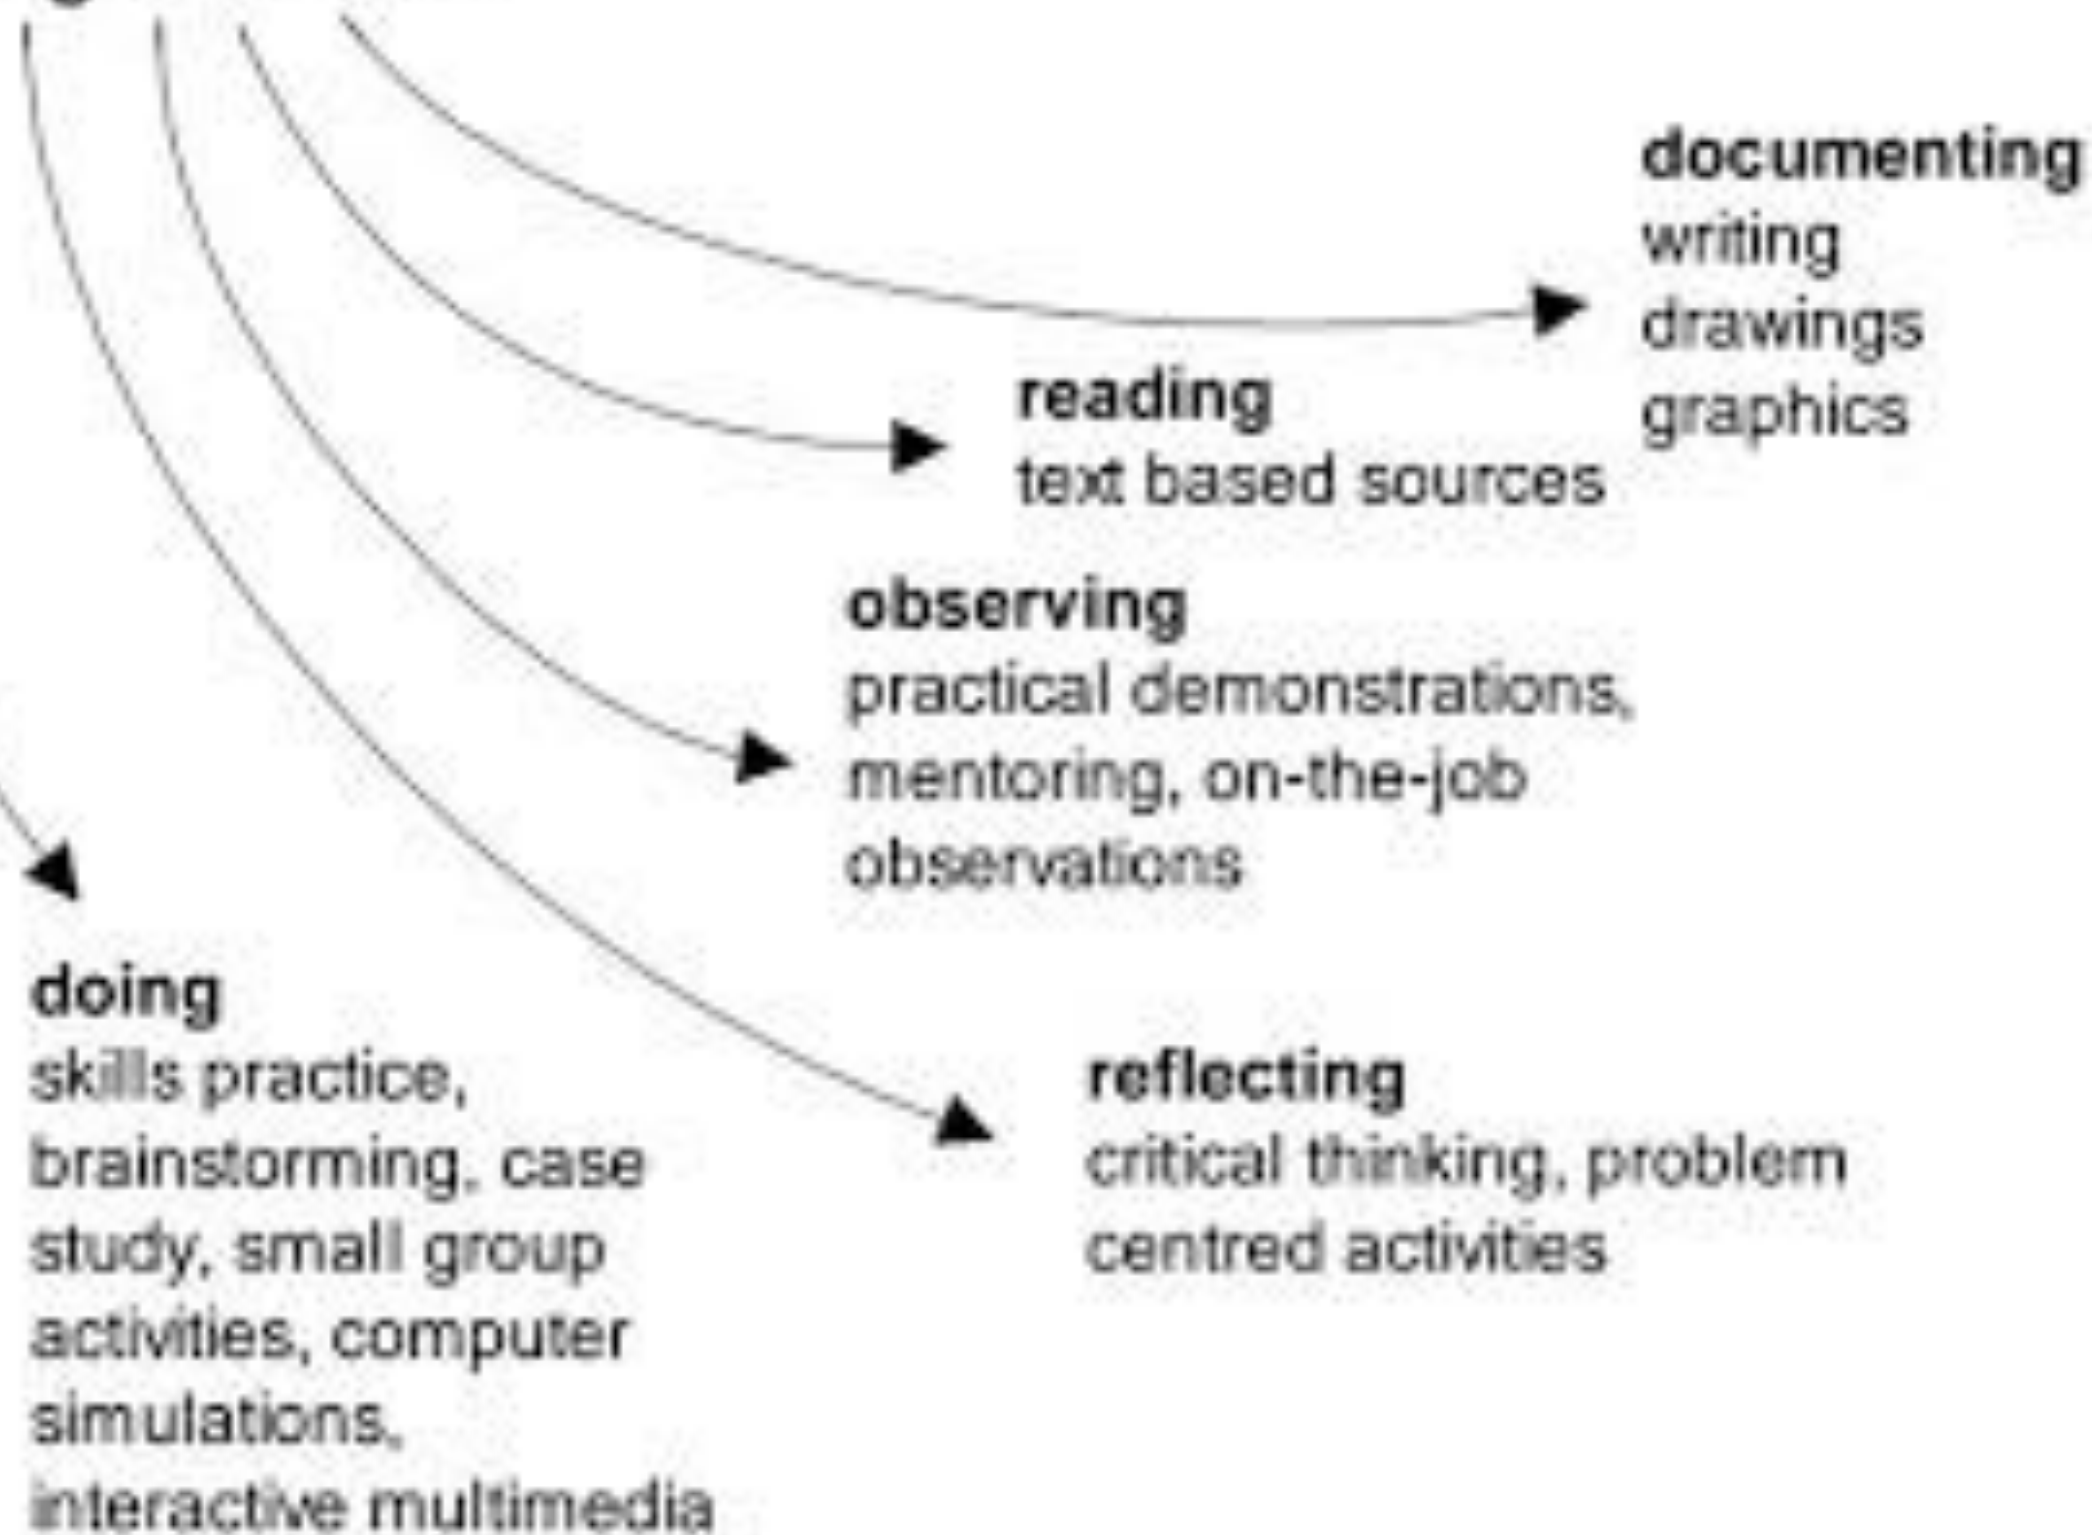 documenting
writing
drawings
graphics
reading
text based sources
observing
practical demonstrations,
mentoring, on-the-job
observations
doing
skills practice,
brainstorming, case
study, small group
activities, computer
simulations,
interactive multimedia
reflecting
critical thinking, problem
centred activities